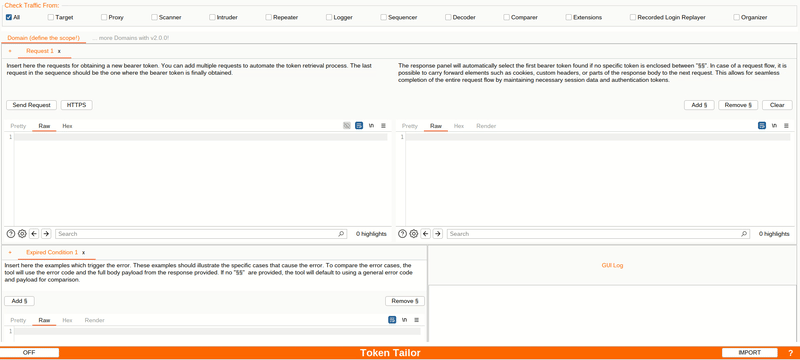 Check Traffic From:
All Target Proxy Scanner Intruder Repeater Logger Sequencer Decoder Comparer Extensions Recorded Login Replayer Organizer
Domain (define the scope!) ... more Domains with v2.0.0!
+ Request 1 x
Insert here the requests for obtaining a new bearer token. You can add multiple requests to automate the token retrieval process. The last
request in the sequence should be the one where the bearer token is finally obtained.
The response panel will automatically select the first bearer token found if no specific token is enclosed between "§§". In case of a request flow, it is
possible to carry forward elements such as cookies, custom headers, or parts of the response body to the next request. This allows for seamless
completion of the entire request flow by maintaining necessary session data and authentication tokens.
Send Request HTTPS
Add § Remove § Clear
Pretty Raw Hex \n
1
Search 0 highlights
Pretty Raw Hex Render \n
1
Search 0 highlights
+ Expired Condition 1 x
Insert here the examples which trigger the error. These examples should illustrate the specific cases that cause the error. To compare the error cases, the
tool will use the error code and the full body payload from the response provided. If no "§§" are provided, the tool will default to using a general error code
and payload for comparison.
Add § Remove §
Pretty Raw Hex Render \n
1
GUI Log
OFF Token Tailor IMPORT ?